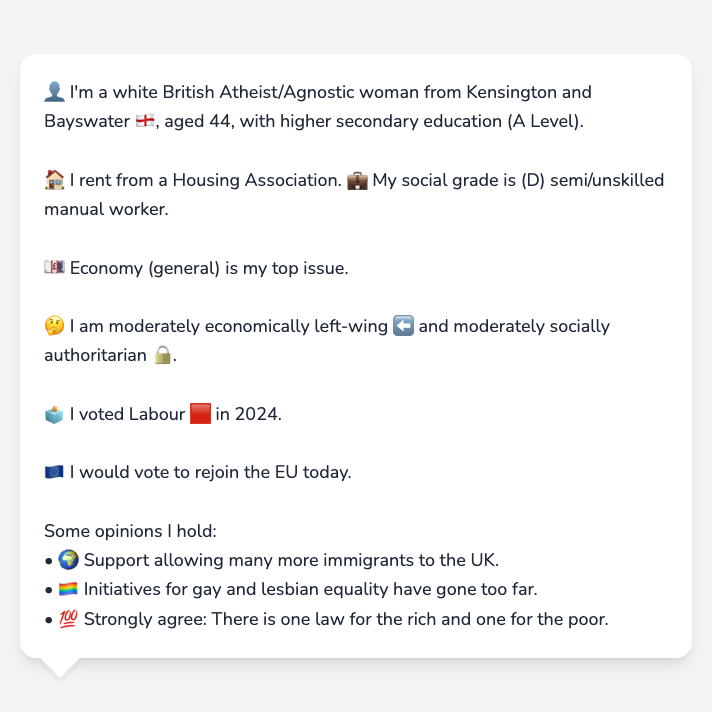 👤 I'm a white British Atheist/Agnostic woman from Kensington and
Bayswater 🏴󠁧󠁢󠁥󠁮󠁧󠁿, aged 44, with higher secondary education (A Level).
🏠 I rent from a Housing Association. 💼 My social grade is (D) semi/unskilled
manual worker.
💷 Economy (general) is my top issue.
🤔 I am moderately economically left-wing ⬅️ and moderately socially
authoritarian 🔒.
🗳️ I voted Labour 🟥 in 2024.
🇪🇺 I would vote to rejoin the EU today.
Some opinions I hold:
• 🌍 Support allowing many more immigrants to the UK.
• 🏳️‍🌈 Initiatives for gay and lesbian equality have gone too far.
• 💯 Strongly agree: There is one law for the rich and one for the poor.